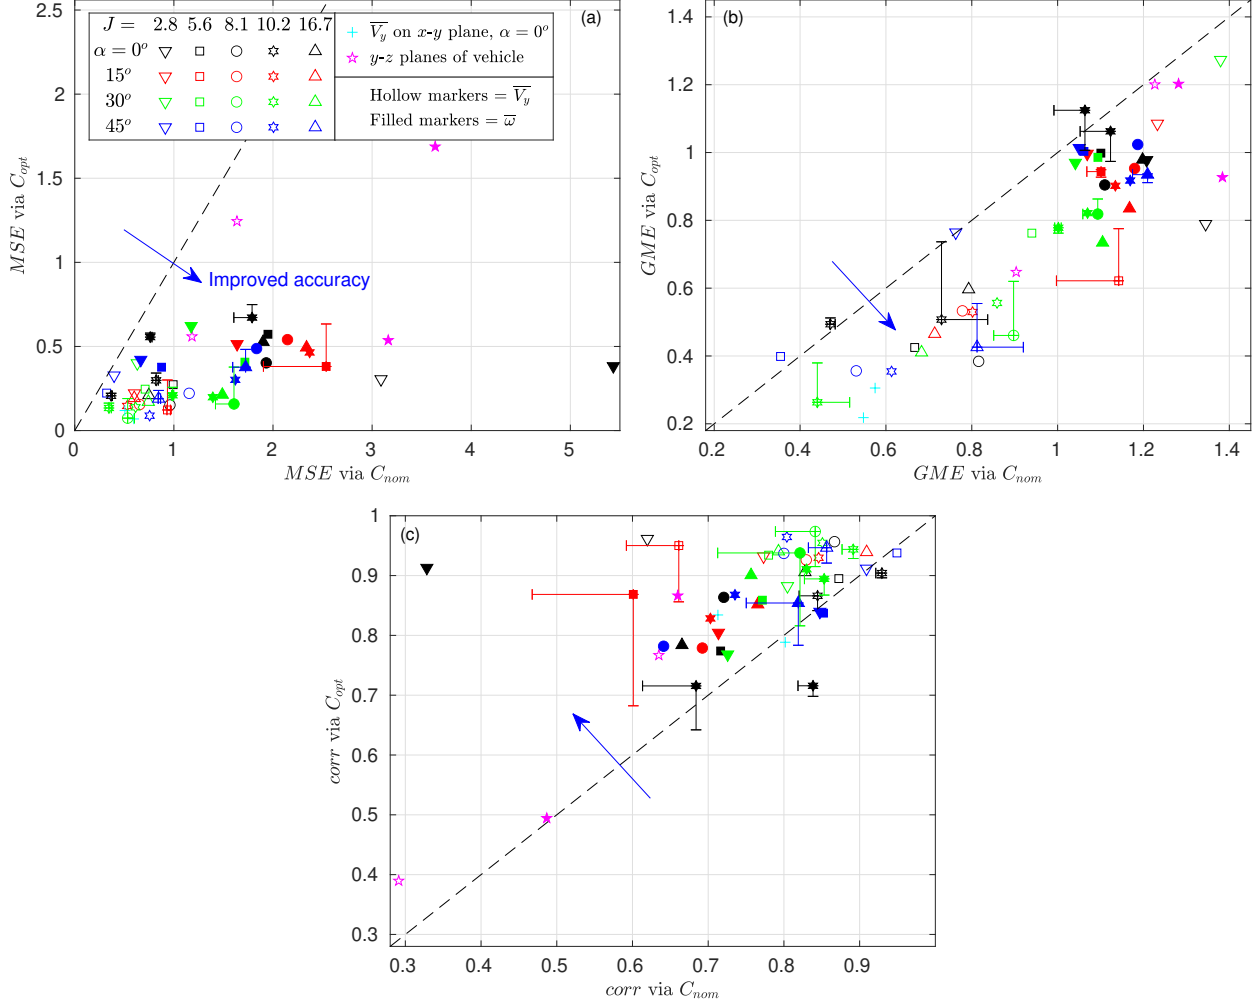 (a)
J = 2.8 5.6 8.1 10.2 16.7
α = 0° V̅y on x-y plane, α = 0°
15° y-z planes of vehicle
30° Hollow markers = V̅y
45° Filled markers = ω̅
Improved accuracy
2.5
2
1.5
1
0.5
0
0 1 2 3 4 5
MSE via Copt
MSE via Cnom
(b)
1.4
1.2
1
0.8
0.6
0.4
0.2
0.2 0.4 0.6 0.8 1 1.2 1.4
GME via Copt
GME via Cnom
(c)
1
0.9
0.8
0.7
0.6
0.5
0.4
0.3
0.3 0.4 0.5 0.6 0.7 0.8 0.9
corr via Copt
corr via Cnom